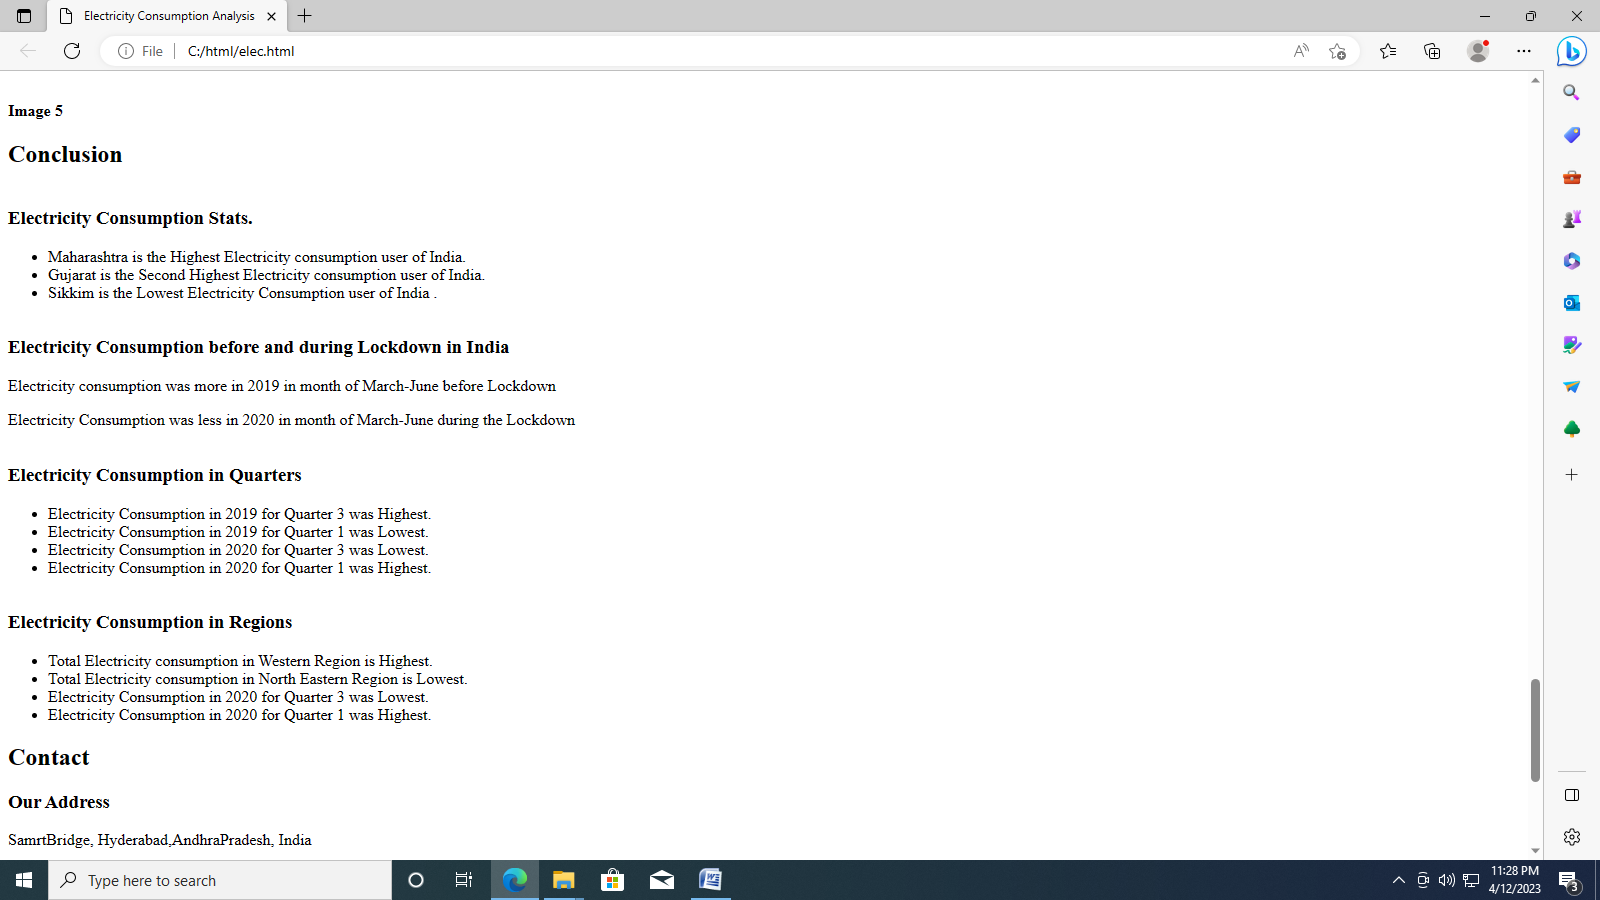 Electricity Consumption Analysis
File
C:/html/elec.html
Image 5
Conclusion
Electricity Consumption Stats.
Maharashtra is the Highest Electricity consumption user of India.
Gujarat is the Second Highest Electricity consumption user of India.
Sikkim is the Lowest Electricity Consumption user of India .
Electricity Consumption before and during Lockdown in India
Electricity consumption was more in 2019 in month of March-June before Lockdown
Electricity Consumption was less in 2020 in month of March-June during the Lockdown
Electricity Consumption in Quarters
Electricity Consumption in 2019 for Quarter 3 was Highest.
Electricity Consumption in 2019 for Quarter 1 was Lowest.
Electricity Consumption in 2020 for Quarter 3 was Lowest.
Electricity Consumption in 2020 for Quarter 1 was Highest.
Electricity Consumption in Regions
Total Electricity consumption in Western Region is Highest.
Total Electricity consumption in North Eastern Region is Lowest.
Electricity Consumption in 2020 for Quarter 3 was Lowest.
Electricity Consumption in 2020 for Quarter 1 was Highest.
Contact
Our Address
SamrtBridge, Hyderabad,AndhraPradesh, India
Type here to search
11:28 PM
4/12/2023
3